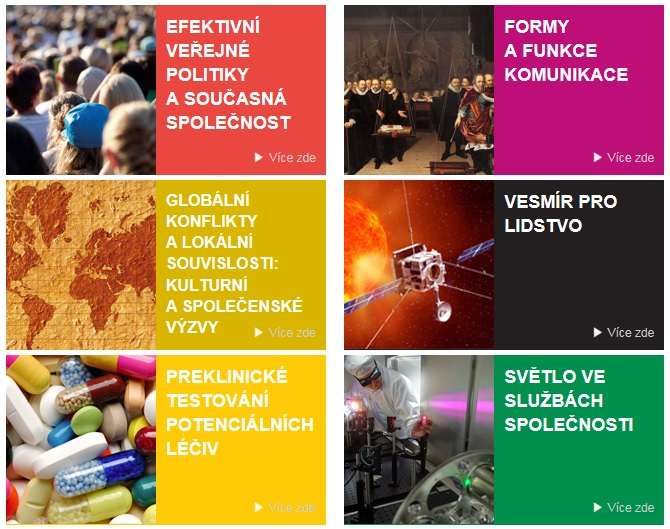 EFEKTIVNÍ
VEŘEJNÉ
POLITIKY
A SOUČASNÁ
SPOLEČNOST
Více zde
FORMY
A FUNKCE
KOMUNIKACE
Více zde
GLOBÁLNÍ
KONFLIKTY
A LOKÁLNÍ
SOUVISLOSTI:
KULTURNÍ
A SPOLEČENSKÉ
VÝZVY
Více zde
VESMÍR PRO
LIDSTVO
Více zde
PREKLINICKÉ
TESTOVÁNÍ
POTENCIÁLNÍCH
LÉČIV
Více zde
SVĚTLO VE
SLUŽBÁCH
SPOLEČNOSTI
Více zde